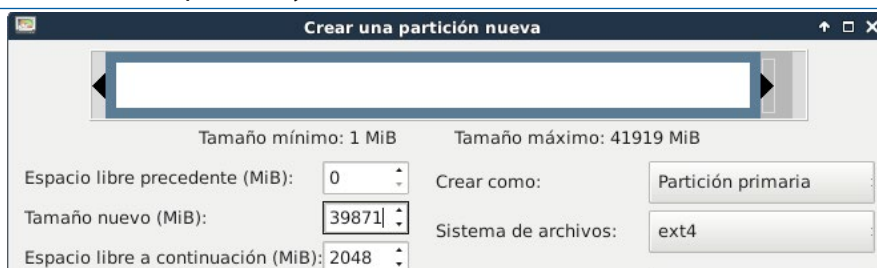 Crear una partición nueva
Tamaño mínimo: 1 MiB Tamaño máximo: 41919 MiB
Espacio libre precedente (MiB): 0 Crear como: Partición primaria
Tamaño nuevo (MiB): 39871 Sistema de archivos: ext4
Espacio libre a continuación (MiB): 2048